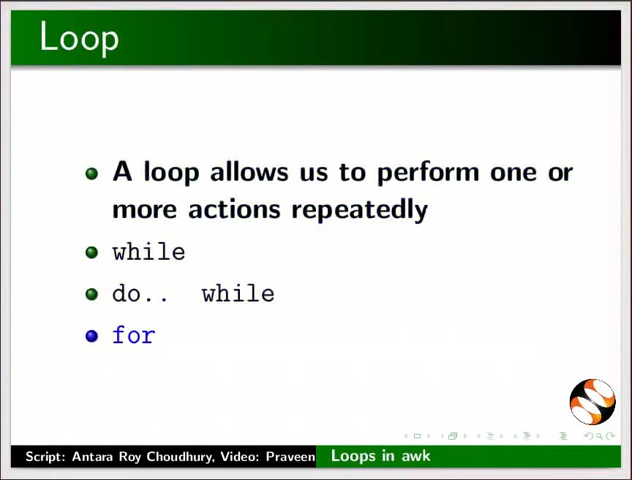 Loop
A loop allows us to perform one or
more actions repeatedly
while
do.. while
for
Script: Antara Roy Choudhury, Video: Praveen
Loops in awk